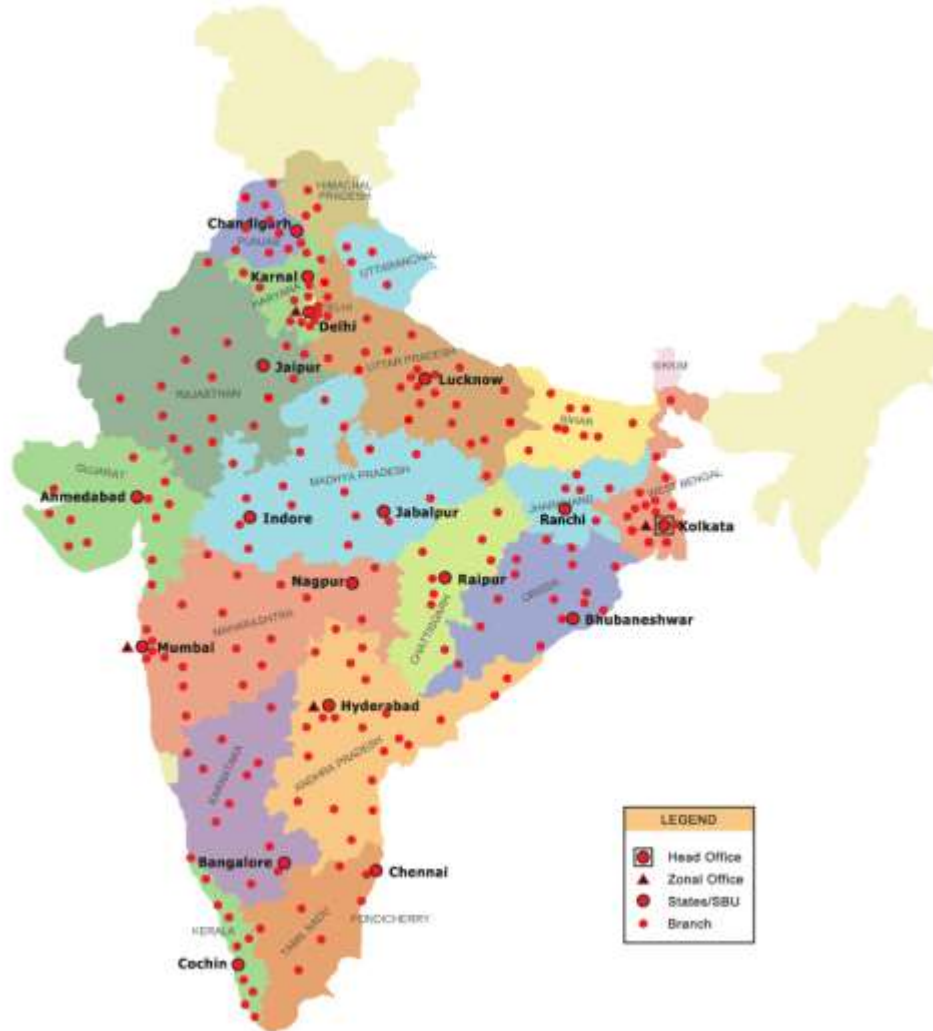 HIMACHAL
PRADESH
Chandigarh
PUNJAB
UTTARANCHAL
Karnal
HARYANA
DELHI
Delhi
Jaipur
UTTAR PRADESH
Lucknow
SIKKIM
RAJASTHAN
BIHAR
GUJARAT
MADHYA PRADESH
WEST BENGAL
Ahmedabad
JHARKHAND
Indore
Jabalpur
Ranchi
Kolkata
Nagpur
Raipur
ORISSA
MAHARASHTRA
CHATTISGARH
Bhubaneshwar
Mumbai
Hyderabad
ANDHRA PRADESH
KARNATAKA
LEGEND
Head Office
Zonal Office
States/SBU
Branch
Bangalore
Chennai
PONDICHERRY
KERALA
TAMIL NADU
Cochin